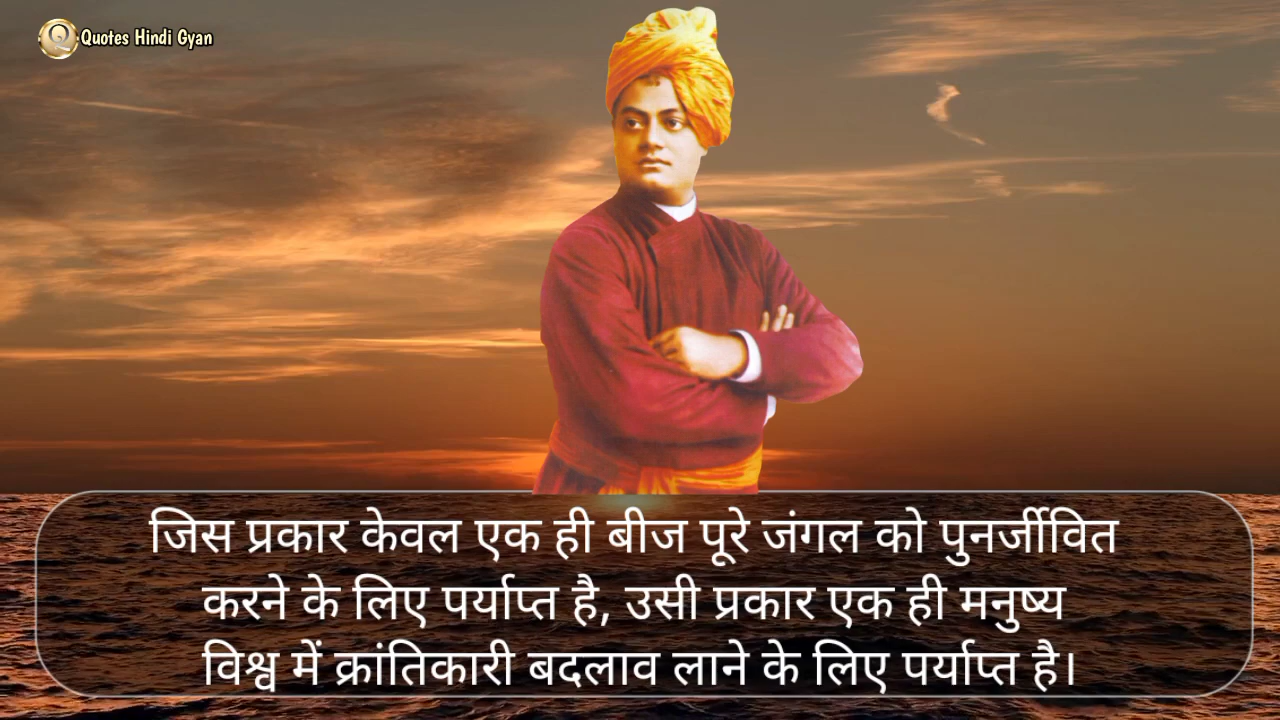 Quotes Hindi Gyan
जिस प्रकार केवल एक ही बीज पूरे जंगल को पुनर्जीवित
करने के लिए पर्याप्त है, उसी प्रकार एक ही मनुष्य
विश्व में क्रांतिकारी बदलाव लाने के लिए पर्याप्त है।